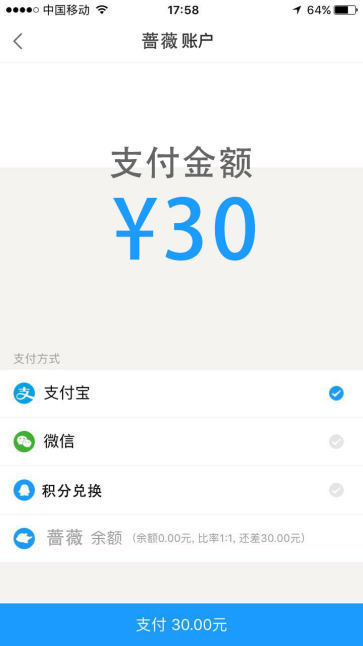 中国移动 17:58 64%
蔷薇 账户
支付金额
¥30
支付方式
支付宝
微信
积分兑换
蔷薇 余额 (余额0.00元, 比率1:1, 还差30.00元)
支付 30.00元